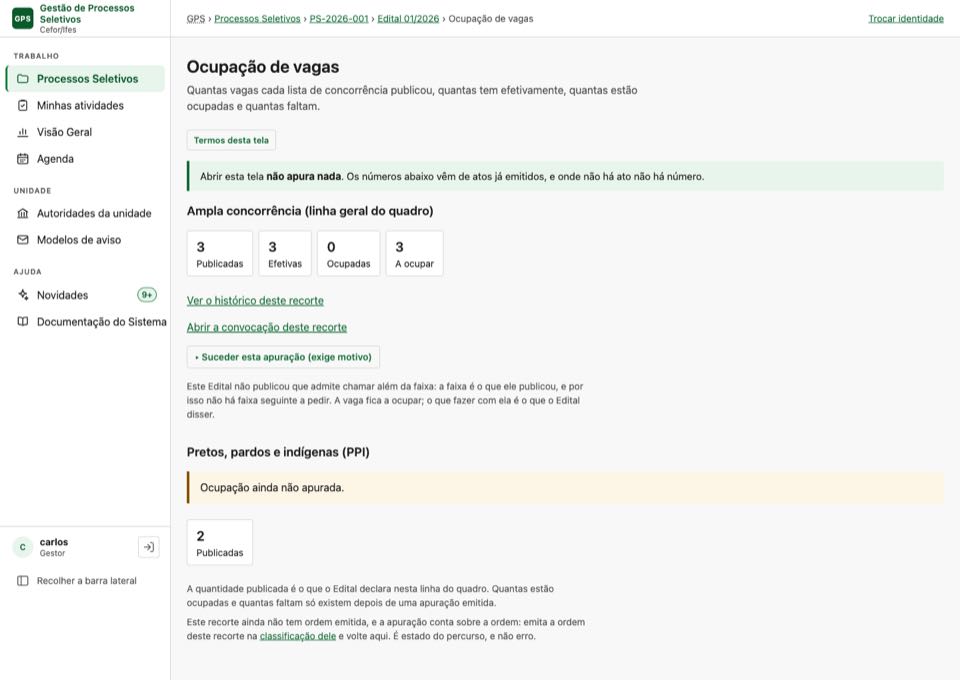 GPS
Gestão de Processos
Seletivos
Cefor/Ifes
GPS › Processos Seletivos › PS-2026-001 › Edital 01/2026 › Ocupação de vagas
Trocar identidade
TRABALHO
Processos Seletivos
Minhas atividades
Visão Geral
Agenda
UNIDADE
Autoridades da unidade
Modelos de aviso
AJUDA
Novidades
9+
Documentação do Sistema
C
carlos
Gestor
Recolher a barra lateral
Ocupação de vagas
Quantas vagas cada lista de concorrência publicou, quantas tem efetivamente, quantas estão
ocupadas e quantas faltam.
Termos desta tela
Abrir esta tela não apura nada. Os números abaixo vêm de atos já emitidos, e onde não há ato não há número.
Ampla concorrência (linha geral do quadro)
3
Publicadas
3
Efetivas
0
Ocupadas
3
A ocupar
Ver o histórico deste recorte
Abrir a convocação deste recorte
Suceder esta apuração (exige motivo)
Este Edital não publicou que admite chamar além da faixa: a faixa é o que ele publicou, e por
isso não há faixa seguinte a pedir. A vaga fica a ocupar; o que fazer com ela é o que o Edital
disser.
Pretos, pardos e indígenas (PPI)
Ocupação ainda não apurada.
2
Publicadas
A quantidade publicada é o que o Edital declara nesta linha do quadro. Quantas estão
ocupadas e quantas faltam só existem depois de uma apuração emitida.
Este recorte ainda não tem ordem emitida, e a apuração conta sobre a ordem: emita a ordem
deste recorte na classificação dele e volte aqui. É estado do percurso, e não erro.